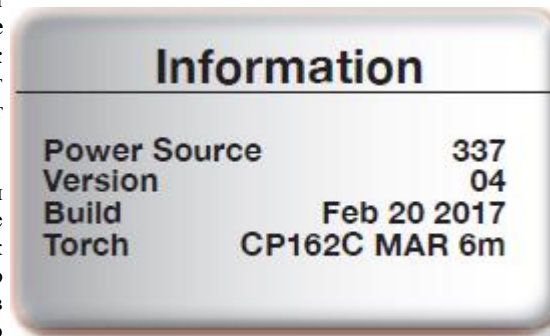 Information
Power Source 337
Version 04
Build Feb 20 2017
Torch CP162C MAR 6m